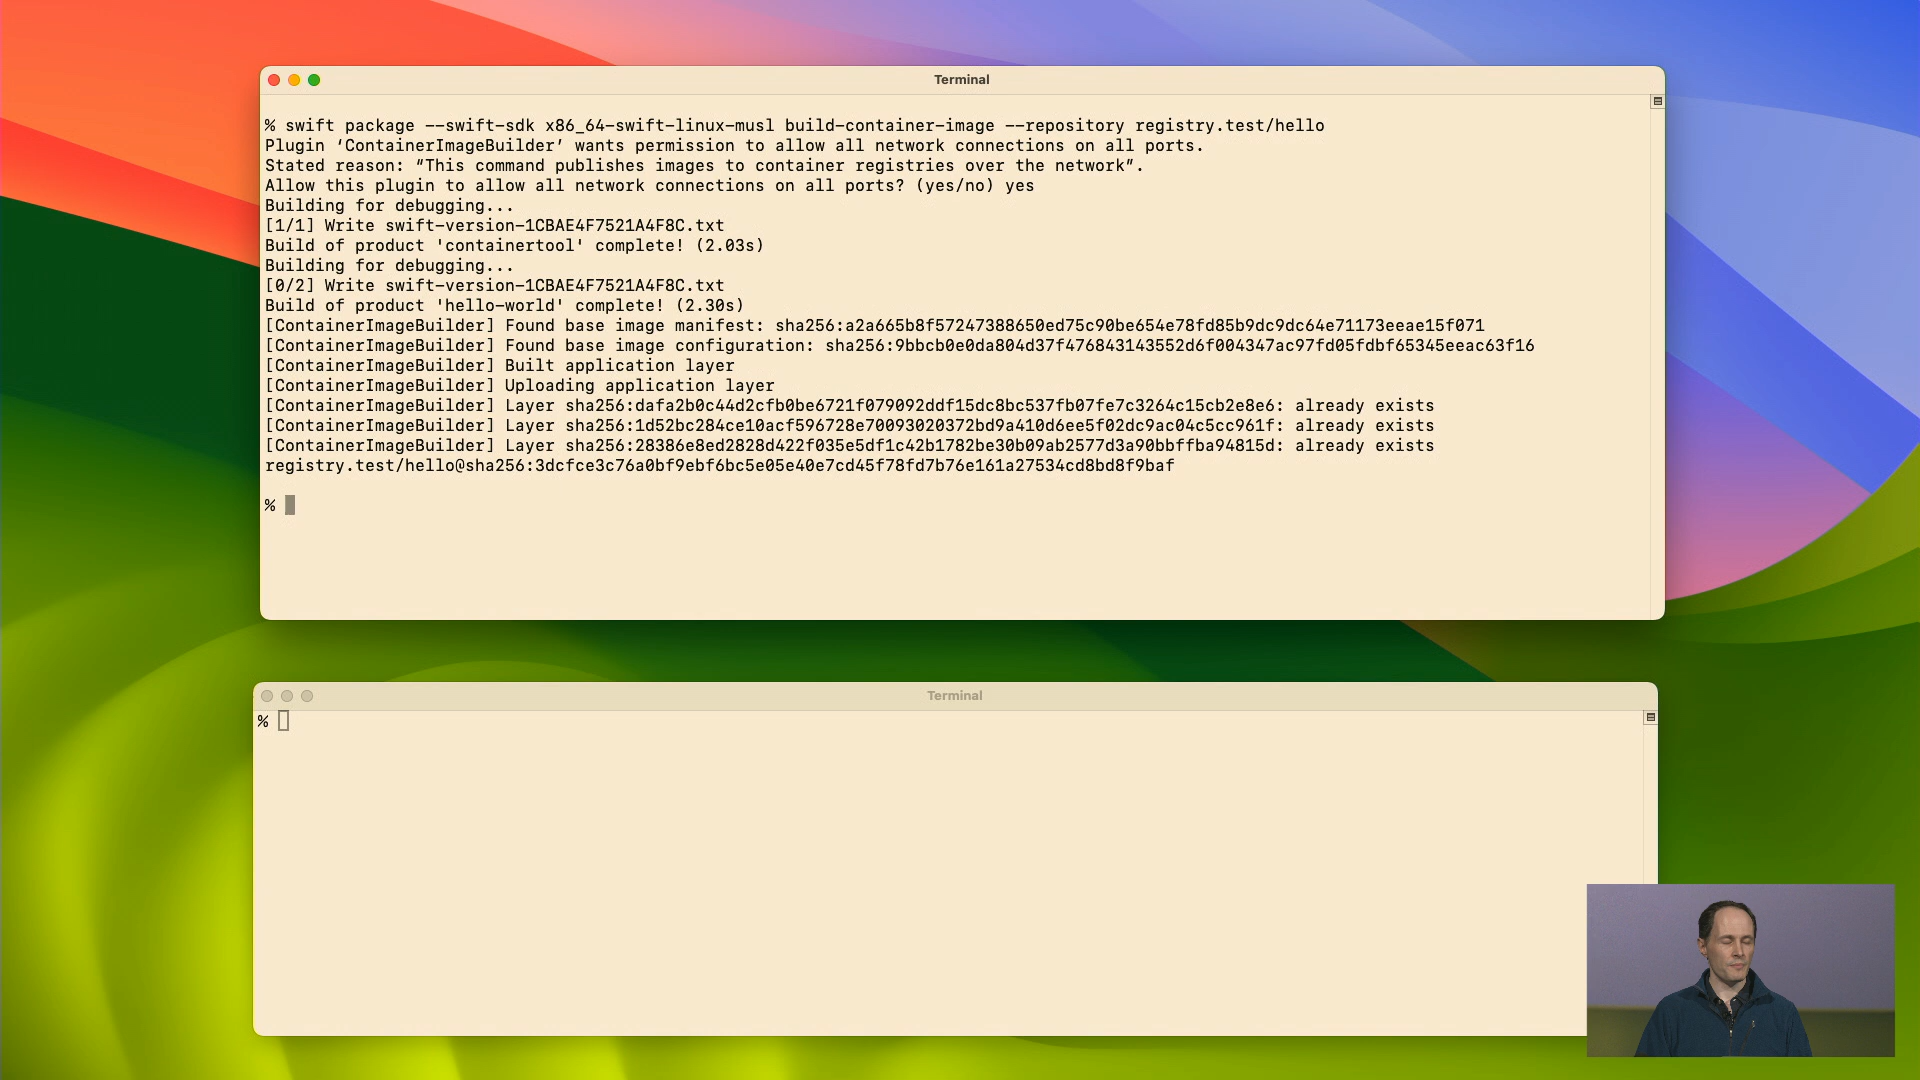 Terminal
% swift package --swift-sdk x86_64-swift-linux-musl build-container-image --repository registry.test/hello
Plugin ‘ContainerImageBuilder’ wants permission to allow all network connections on all ports.
Stated reason: “This command publishes images to container registries over the network”.
Allow this plugin to allow all network connections on all ports? (yes/no) yes
Building for debugging...
[1/1] Write swift-version-1CBAE4F7521A4F8C.txt
Build of product 'containertool' complete! (2.03s)
Building for debugging...
[0/2] Write swift-version-1CBAE4F7521A4F8C.txt
Build of product 'hello-world' complete! (2.30s)
[ContainerImageBuilder] Found base image manifest: sha256:a2a665b8f57247388650ed75c90be654e78fd85b9dc9dc64e71173eeae15f071
[ContainerImageBuilder] Found base image configuration: sha256:9bbcb0e0da804d37f476843143552d6f004347ac97fd05fdbf65345eeac63f16
[ContainerImageBuilder] Built application layer
[ContainerImageBuilder] Uploading application layer
[ContainerImageBuilder] Layer sha256:dafa2b0c44d2cfb0be6721f079092ddf15dc8bc537fb07fe7c3264c15cb2e8e6: already exists
[ContainerImageBuilder] Layer sha256:1d52bc284ce10acf596728e70093020372bd9a410d6ee5f02dc9ac04c5cc961f: already exists
[ContainerImageBuilder] Layer sha256:28386e8ed2828d422f035e5df1c42b1782be30b09ab2577d3a90bbffba94815d: already exists
registry.test/hello@sha256:3dcfce3c76a0bf9ebf6bc5e05e40e7cd45f78fd7b76e161a27534cd8bd8f9baf
%
Terminal
%